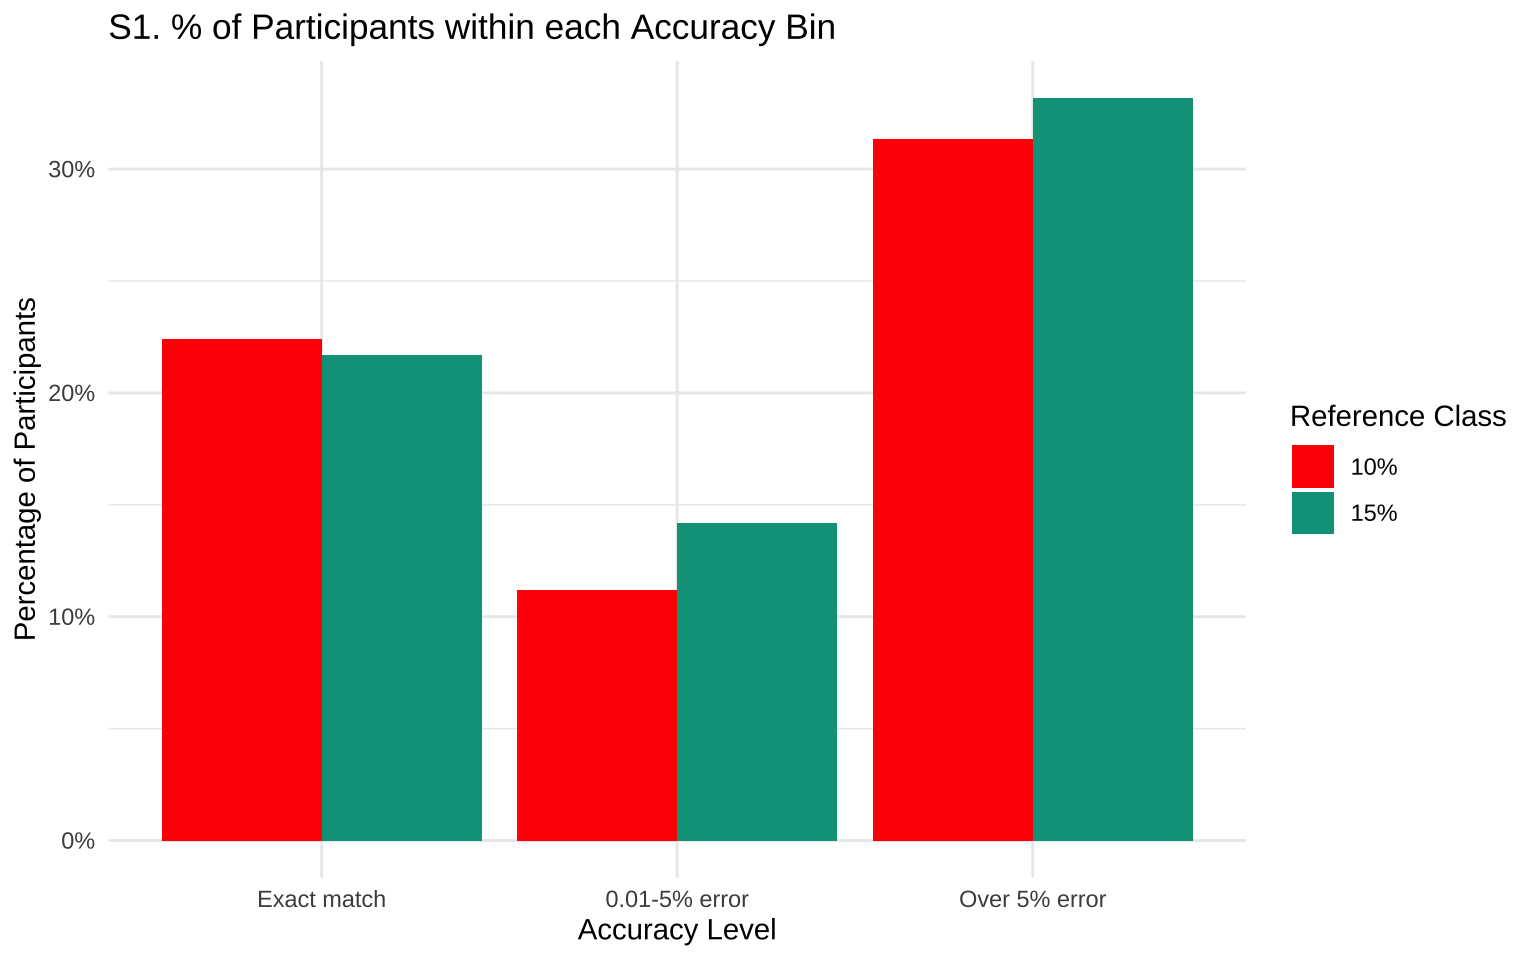 S1. % of Participants within each Accuracy Bin
Percentage of Participants
30%
20%
10%
0%
Exact match
0.01-5% error
Over 5% error
Accuracy Level
Reference Class
10%
15%